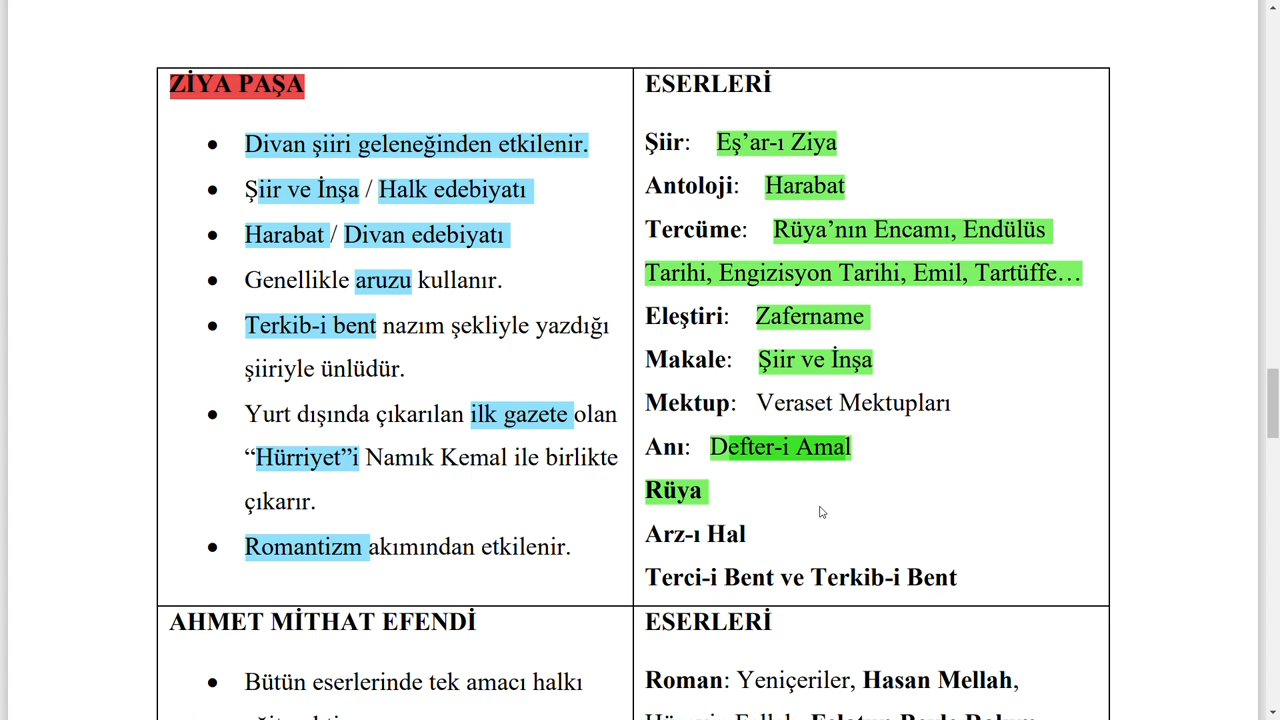 ZİYA PAŞA
Divan şiiri geleneğinden etkilenir.
Şiir ve İnşa / Halk edebiyatı
Harabat / Divan edebiyatı
Genellikle aruzu kullanır.
Terkib-i bent nazım şekliyle yazdığı
şiiriyle ünlüdür.
Yurt dışında çıkarılan ilk gazete olan
“Hürriyet”i Namık Kemal ile birlikte
çıkarır.
Romantizm akımından etkilenir.
ESERLERİ
Şiir: Eş’ar-ı Ziya
Antoloji: Harabat
Tercüme: Rüya’nın Encamı, Endülüs
Tarihi, Engizisyon Tarihi, Emil, Tartüffe…
Eleştiri: Zafername
Makale: Şiir ve İnşa
Mektup: Veraset Mektupları
Anı: Defter-i Amal
Rüya
Arz-ı Hal
Terci-i Bent ve Terkib-i Bent
AHMET MİTHAT EFENDİ
Bütün eserlerinde tek amacı halkı
ESERLERİ
Roman: Yeniçeriler, Hasan Mellah,